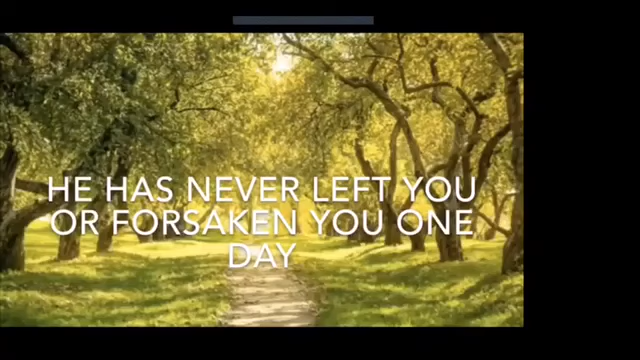 HE HAS NEVER LEFT YOU
OR FORSAKEN YOU ONE
DAY